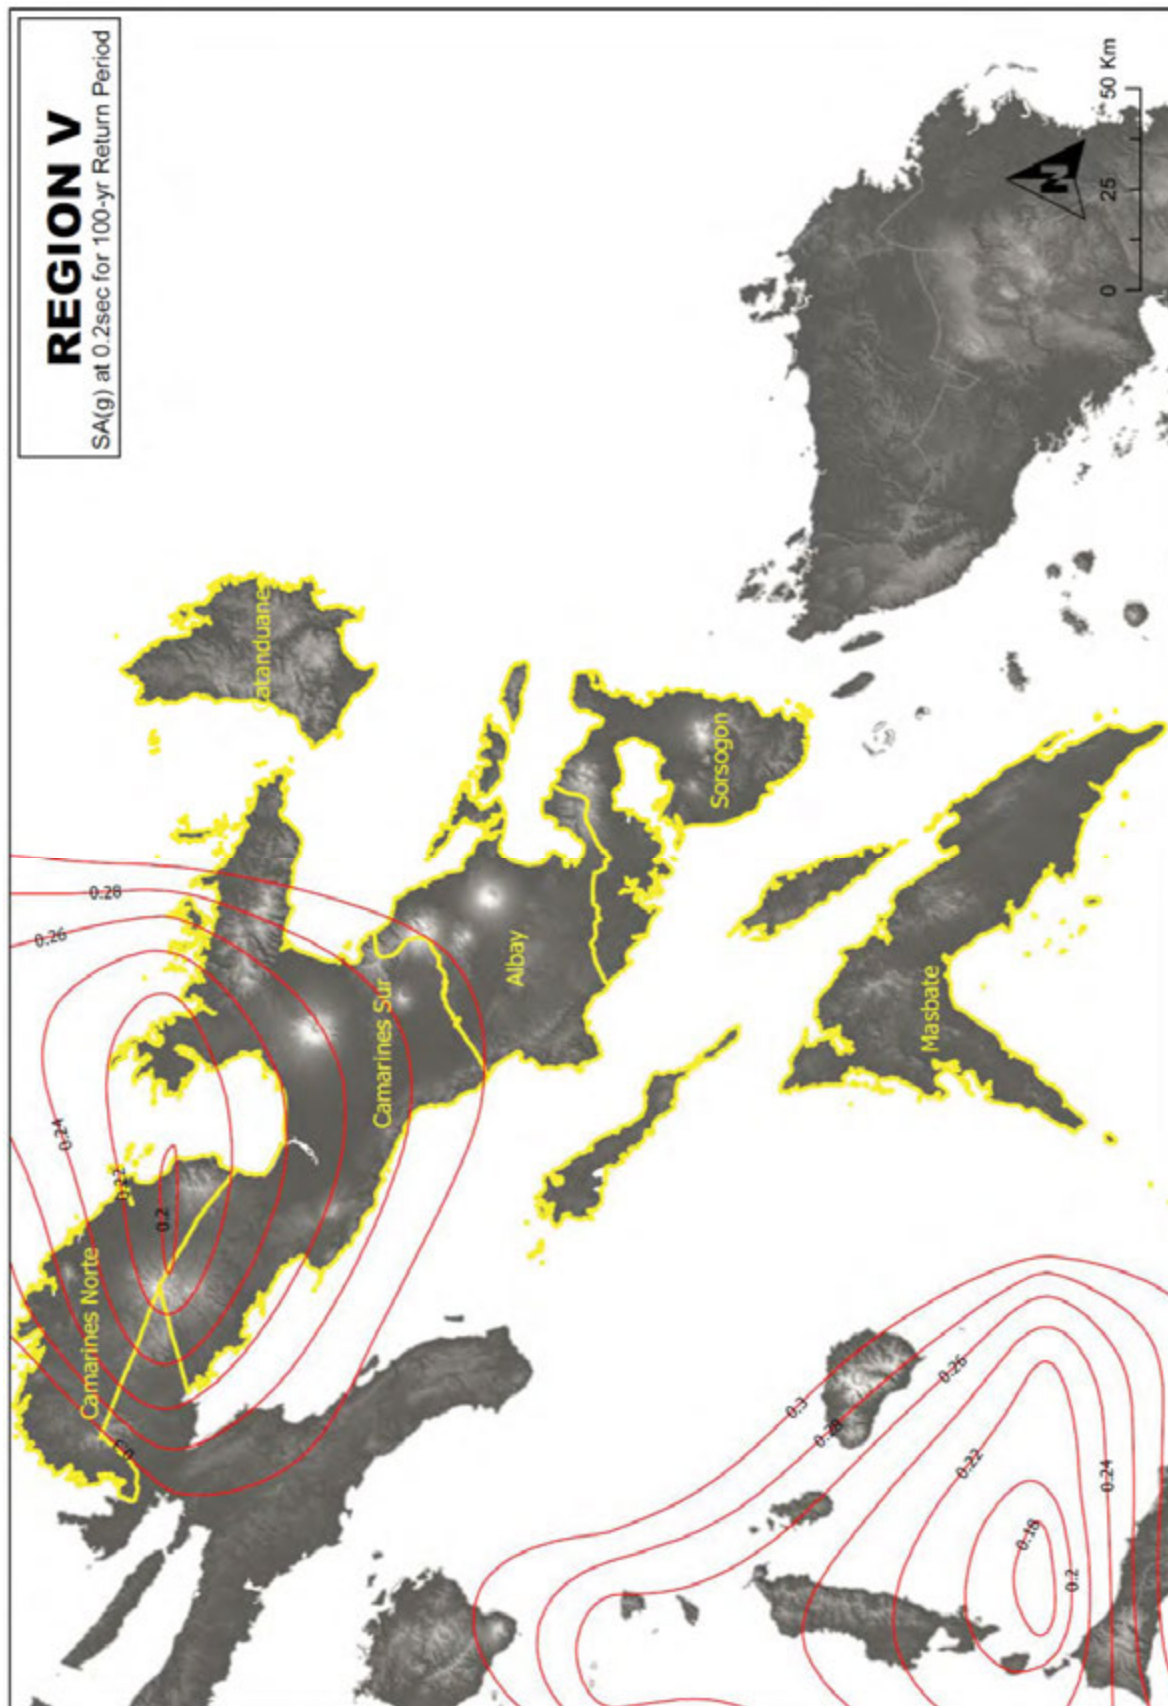 REGION V
SA(g) at 0.2sec for 100-yr Return Period
Camarines Norte
Camarines Sur
Catanduane
Albay
Sorsogon
Masbate
0.28
0.26
0.24
0.22
0.2
0.3
0.3
0.28
0.26
0.22
0.24
0.18
0.2
N
0 25 50 Km